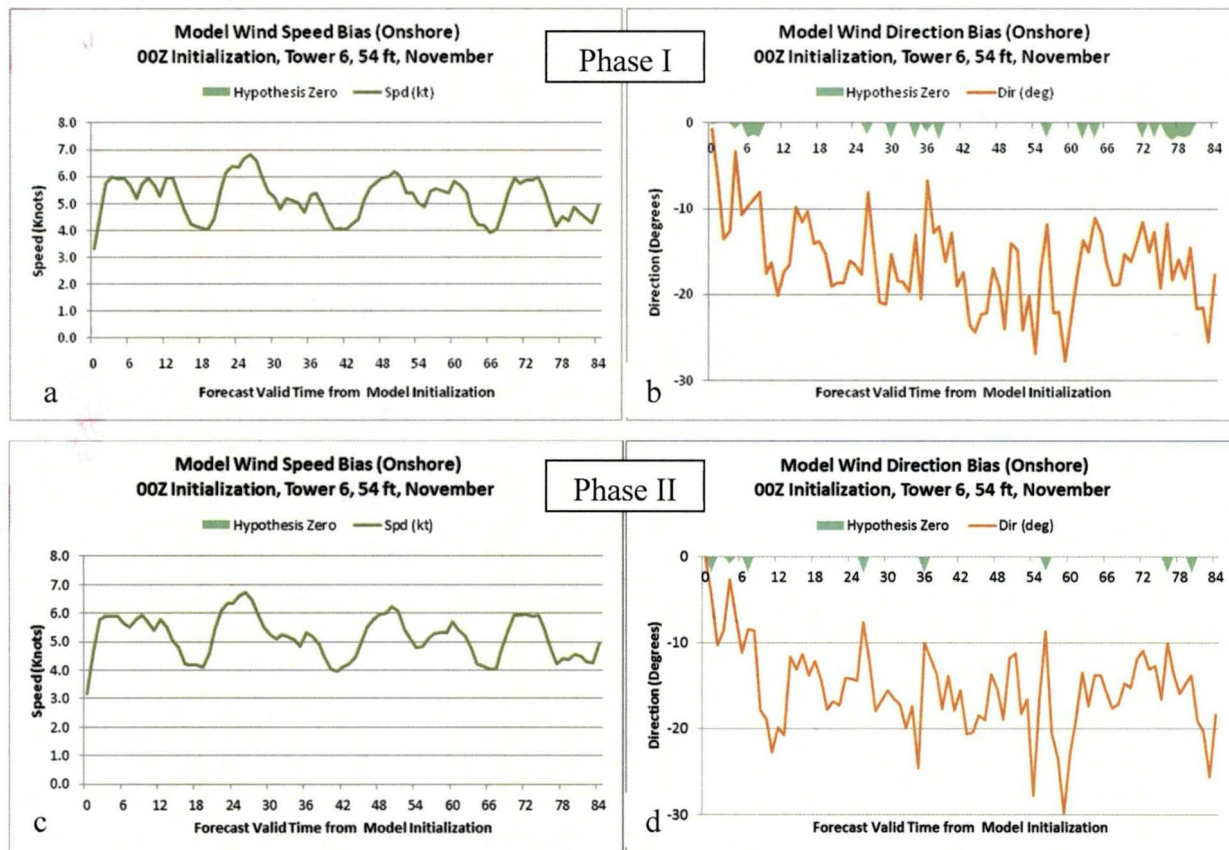 Model Wind Speed Bias (Onshore)
00Z Initialization, Tower 6, 54 ft, November
Hypothesis Zero Spd (kt)
8.0
7.0
6.0
5.0
4.0
3.0
2.0
1.0
0.0
Speed (Knots)
0 6 12 18 24 30 36 42 48 54 60 66 72 78 84
Forecast Valid Time from Model Initialization
a
Phase I
Model Wind Direction Bias (Onshore)
00Z Initialization, Tower 6, 54 ft, November
Hypothesis Zero Dir (deg)
0
-10
-20
-30
Direction (Degrees)
0 6 12 18 24 30 36 42 48 54 60 66 72 78 84
Forecast Valid Time from Model Initialization
b
Model Wind Speed Bias (Onshore)
00Z Initialization, Tower 6, 54 ft, November
Hypothesis Zero Spd (kt)
8.0
7.0
6.0
5.0
4.0
3.0
2.0
1.0
0.0
Speed (Knots)
0 6 12 18 24 30 36 42 48 54 60 66 72 78 84
Forecast Valid Time from Model Initialization
c
Phase II
Model Wind Direction Bias (Onshore)
00Z Initialization, Tower 6, 54 ft, November
Hypothesis Zero Dir (deg)
0
-10
-20
-30
Direction (Degrees)
0 6 12 18 24 30 36 42 48 54 60 66 72 78 84
Forecast Valid Time from Model Initialization
d